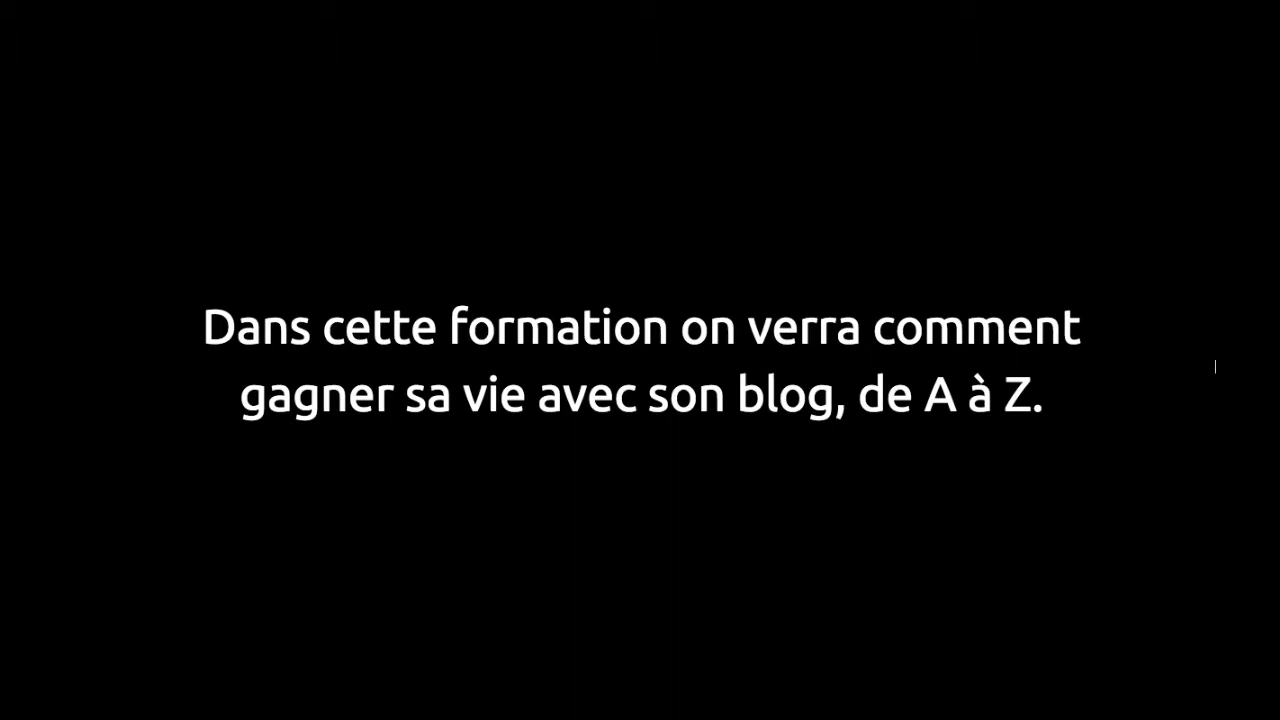 Dans cette formation on verra comment
gagner sa vie avec son blog, de A à Z.